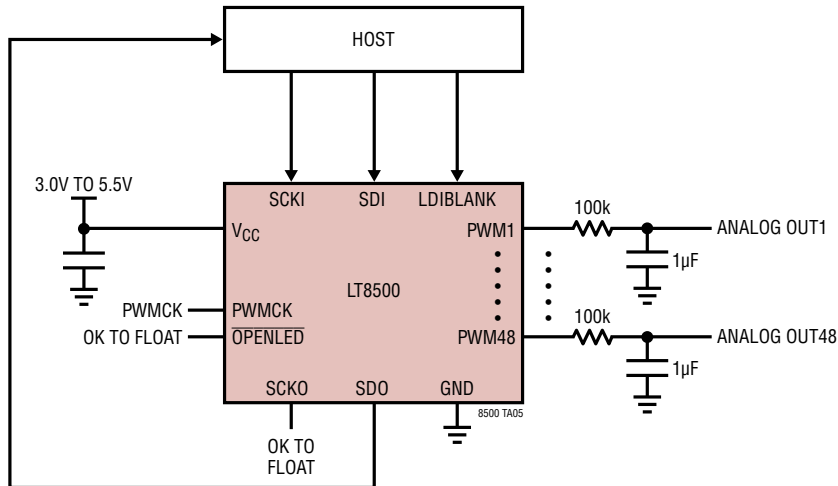 HOST
3.0V TO 5.5V
SCKI
SDI
LDIBLANK
VCC
PWM1
100k
ANALOG OUT1
1µF
LT8500
PWMCK
PWMCK
OK TO FLOAT
OPENLED
PWM48
100k
ANALOG OUT48
1µF
SCKO
SDO
GND
8500 TA05
OK TO
FLOAT